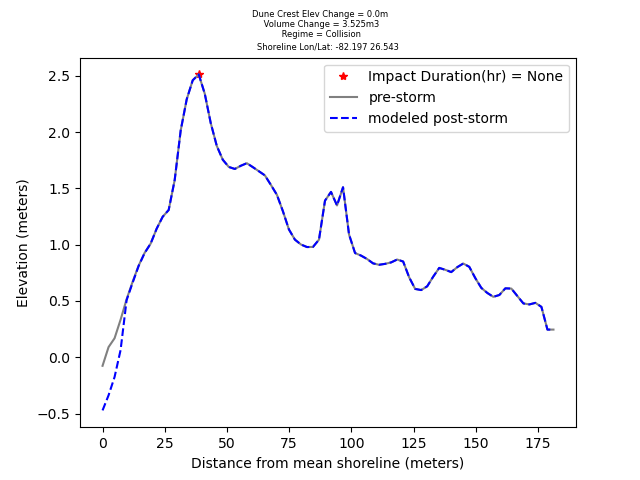 Dune Crest Elev Change = 0.0m
Volume Change = 3.525m3
Regime = Collision
Shoreline Lon/Lat: -82.197 26.543
Impact Duration(hr) = None
pre-storm
modeled post-storm
Elevation (meters)
2.5
2.0
1.5
1.0
0.5
0.0
−0.5
0 25 50 75 100 125 150 175
Distance from mean shoreline (meters)